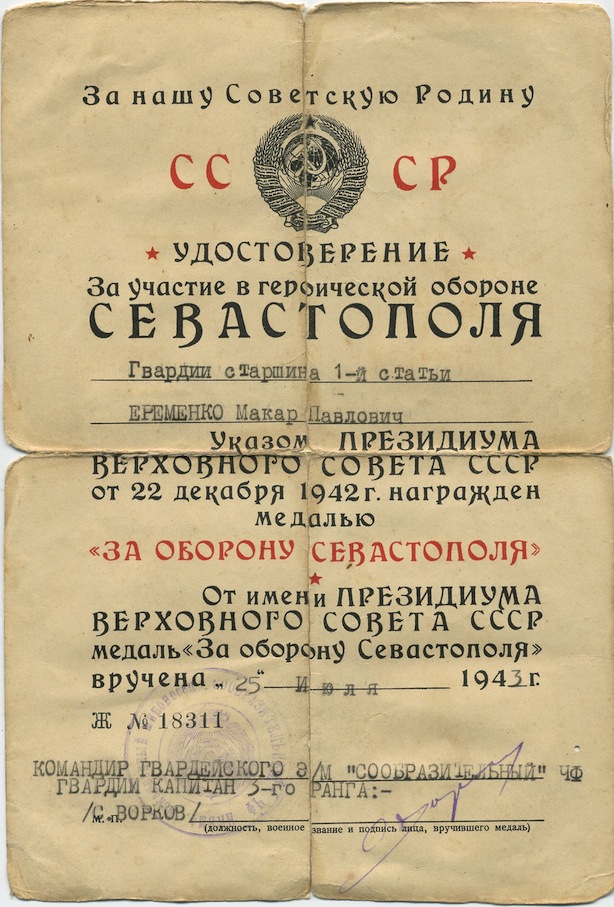 За нашу Советскую Родину
СССР
УДОСТОВЕРЕНИЕ
За участие в героической обороне
СЕВАСТОПОЛЯ
Гвардии старшина 1-й статьи
ЕРЕМЕНКО Макар Павлович
Указом ПРЕЗИДИУМА
ВЕРХОВНОГО СОВЕТА СССР
от 22 декабря 1942 г. награжден
медалью
«ЗА ОБОРОНУ СЕВАСТОПОЛЯ»
От имени ПРЕЗИДИУМА
ВЕРХОВНОГО СОВЕТА СССР
медаль «За оборону Севастополя»
вручена „25“ Июля 1943 г.
Ж № 18311
КОМАНДИР ГВАРДЕЙСКОГО Э/М "СООБРАЗИТЕЛЬНЫЙ" ЧФ
ГВАРДИИ КАПИТАН 3-го РАНГА:-
/С.ВОРКОВ/
М. П.
(должность, военное звание и подпись лица, вручившего медаль)